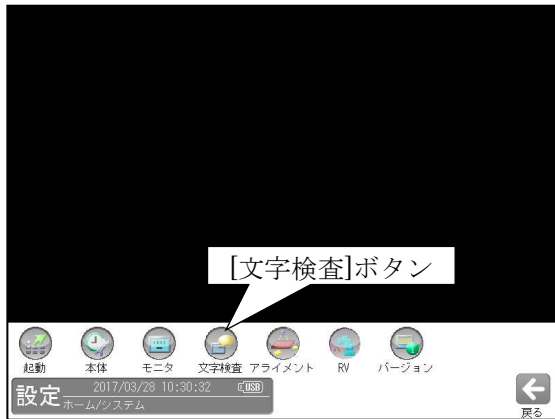 [文字検査]ボタン
起動 本体 モニタ 文字検査 アライメント RV バージョン
設定 2017/03/28 10:30:32 USB
ホーム/システム
戻る